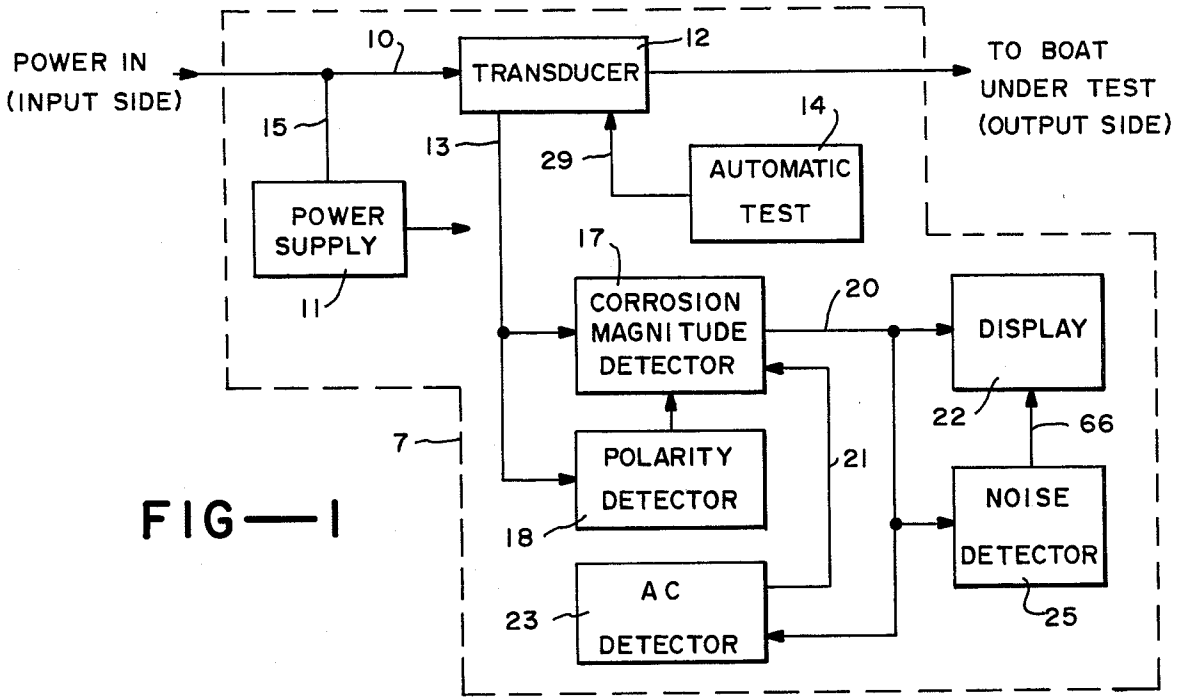 POWER IN
(INPUT SIDE)
10
TRANSDUCER
12
TO BOAT
UNDER TEST
(OUTPUT SIDE)
15
13
29
14
AUTOMATIC
TEST
POWER
SUPPLY
11
17
CORROSION
MAGNITUDE
DETECTOR
20
DISPLAY
22
7
POLARITY
DETECTOR
18
21
66
NOISE
DETECTOR
25
AC
DETECTOR
23
FIG—1